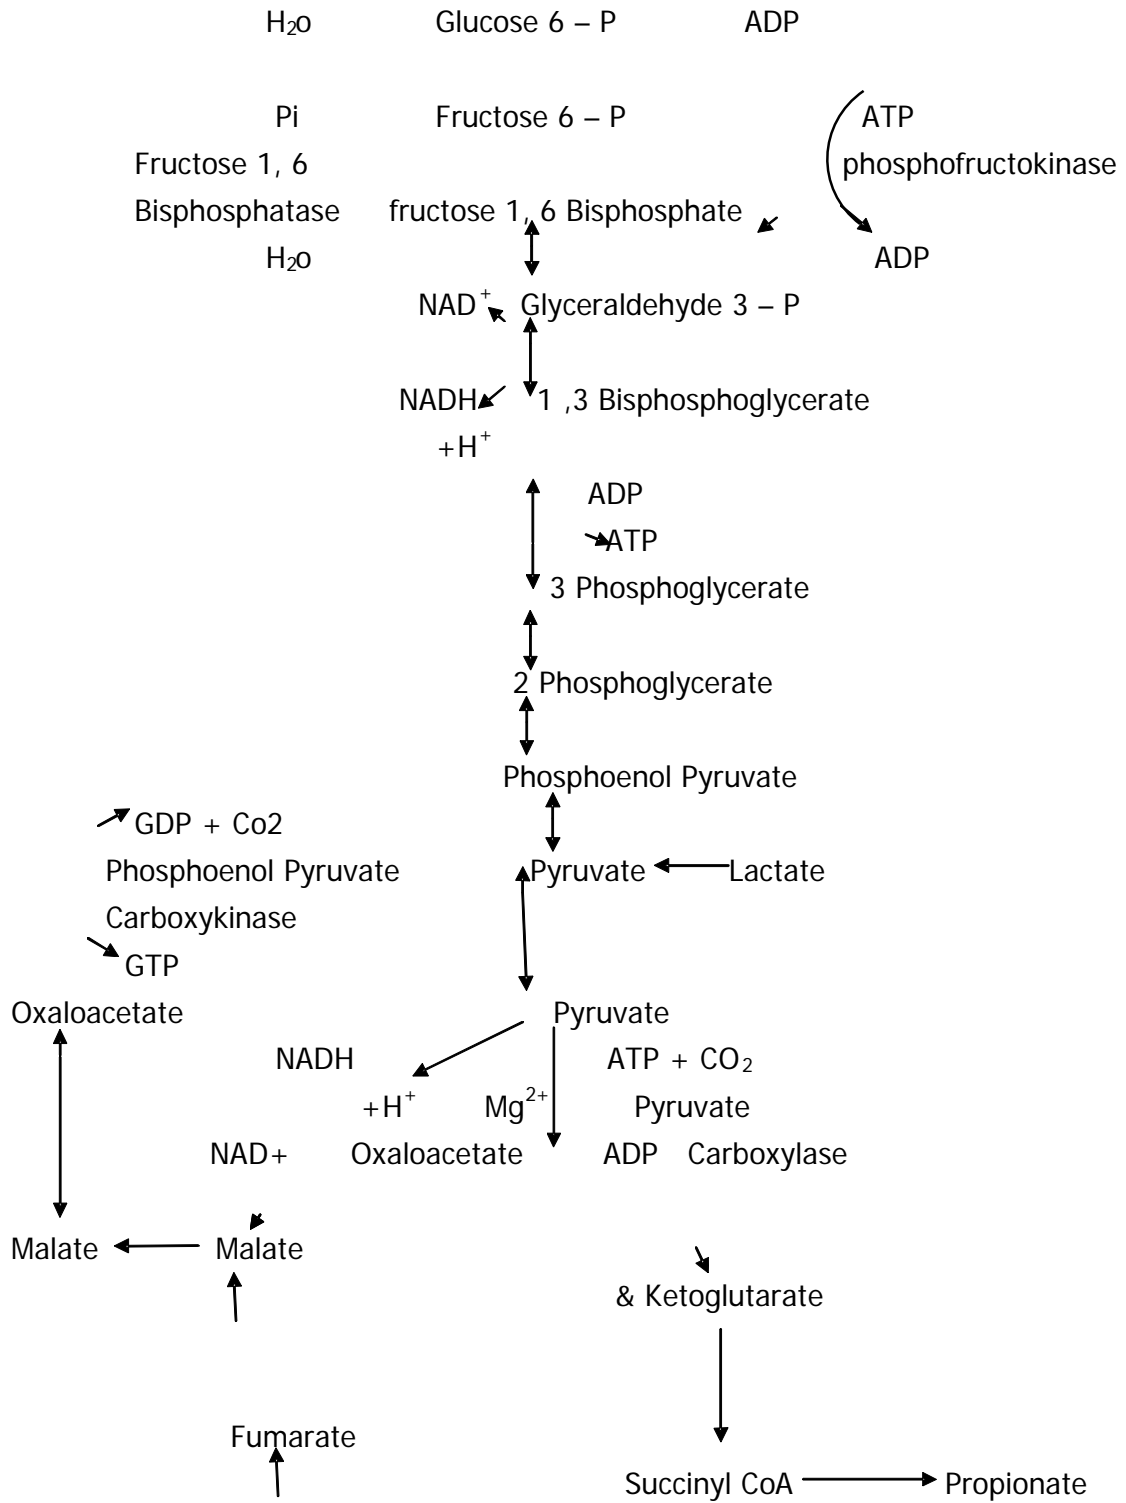 H₂o Glucose 6 – P ADP
Pi Fructose 6 – P ATP
Fructose 1, 6 phosphofructokinase
Bisphosphatase fructose 1, 6 Bisphosphate
H₂o ADP
NAD⁺ Glyceraldehyde 3 – P
NADH 1 ,3 Bisphosphoglycerate
+H⁺
ADP
ATP
3 Phosphoglycerate
2 Phosphoglycerate
Phosphoenol Pyruvate
GDP + Co2
Phosphoenol Pyruvate Pyruvate Lactate
Carboxykinase
GTP
Oxaloacetate Pyruvate
NADH ATP + CO₂
+H⁺ Mg²⁺ Pyruvate
NAD+ Oxaloacetate ADP Carboxylase
Malate Malate
& Ketoglutarate
Fumarate
Succinyl CoA Propionate